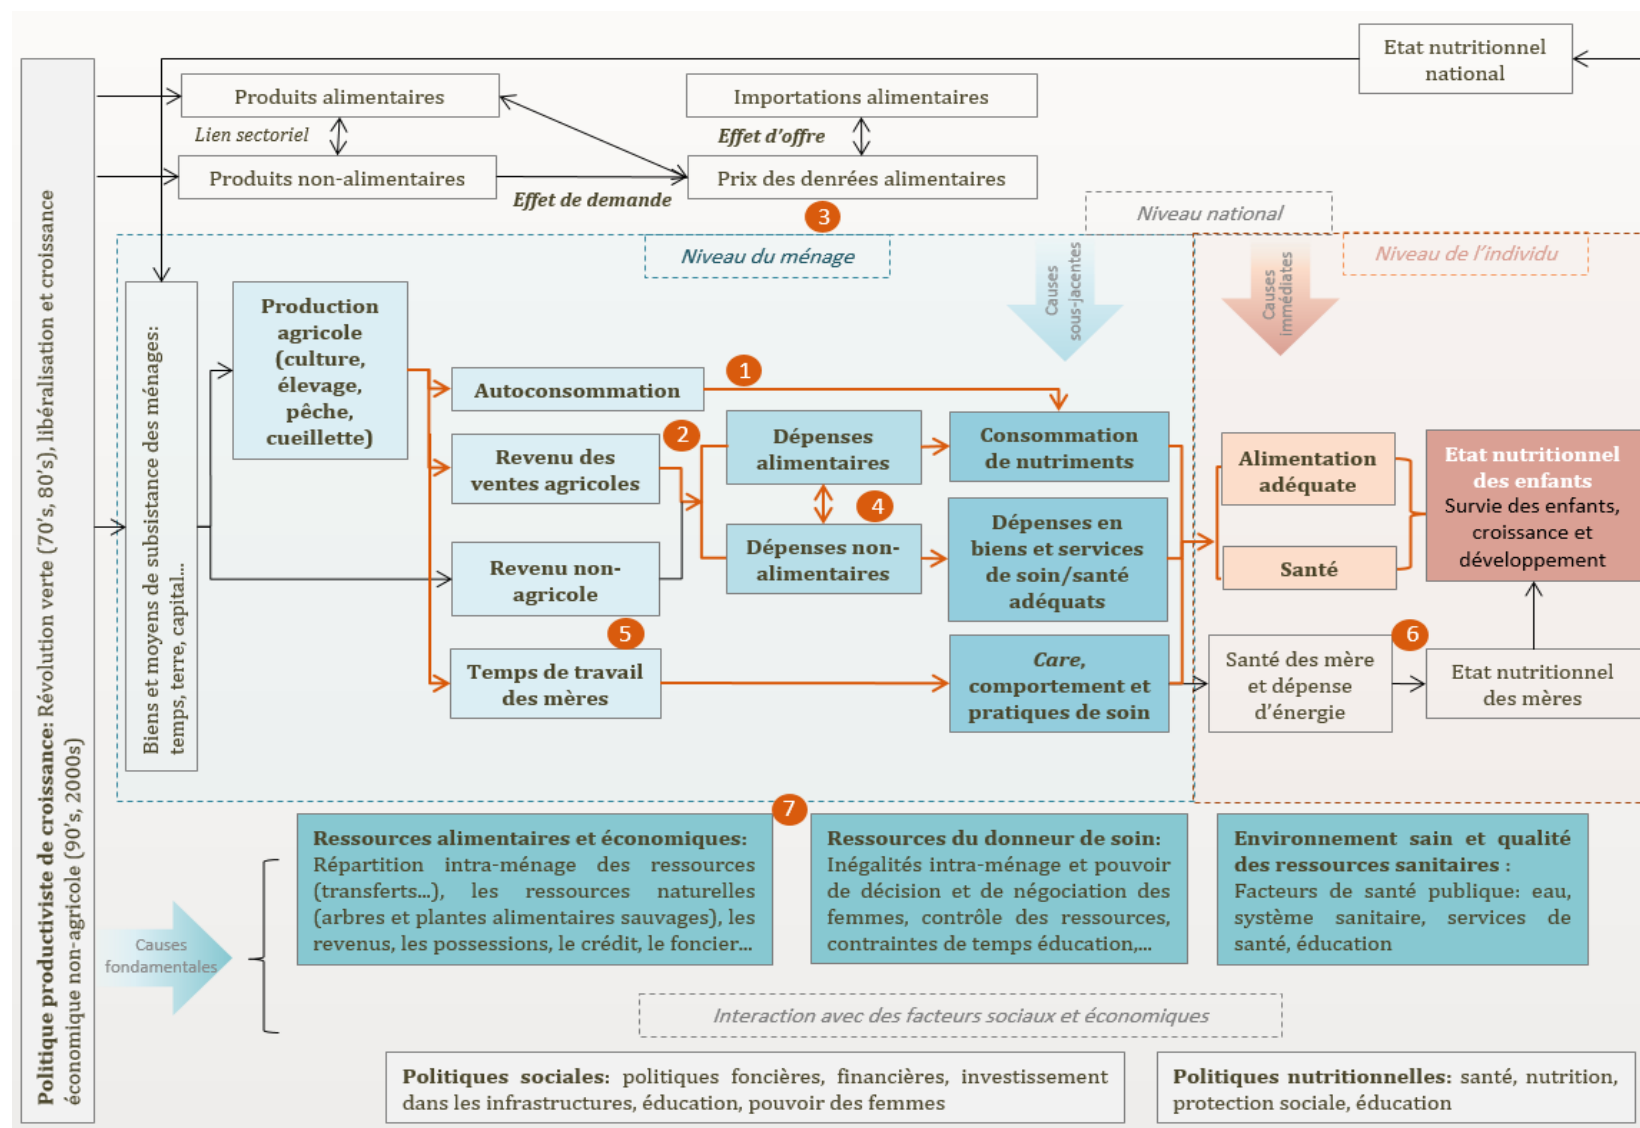 Etat nutritionnel
national
Produits alimentaires
Importations alimentaires
Lien sectoriel
Effet d'offre
Produits non-alimentaires
Prix des denrées alimentaires
Effet de demande
3
Niveau national
Niveau du ménage
Niveau de l'individu
Causes
sous-jacentes
Causes
immédiates
Politique productiviste de croissance: Révolution verte (70's, 80's), libéralisation et croissance
économique non-agricole (90's, 2000s)
Biens et moyens de subsistance des ménages:
temps, terre, capital...
Production
agricole
(culture,
élevage,
pêche,
cueillette)
Autoconsommation
1
Revenu des
ventes agricoles
2
Dépenses
alimentaires
Consommation
de nutriments
4
Revenu non-
agricole
Dépenses non-
alimentaires
Dépenses en
biens et services
de soin/santé
adéquats
5
Temps de travail
des mères
Care,
comportement et
pratiques de soin
Alimentation
adéquate
Santé
Etat nutritionnel
des enfants
Survie des enfants,
croissance et
développement
6
Santé des mère
et dépense
d'énergie
Etat nutritionnel
des mères
7
Causes
fondamentales
Ressources alimentaires et économiques:
Répartition intra-ménage des ressources
(transferts...), les ressources naturelles
(arbres et plantes alimentaires sauvages), les
revenus, les possessions, le crédit, le foncier...
Ressources du donneur de soin:
Inégalités intra-ménage et pouvoir
de décision et de négociation des
femmes, contrôle des ressources,
contraintes de temps éducation,...
Environnement sain et qualité
des ressources sanitaires :
Facteurs de santé publique: eau,
système sanitaire, services de
santé, éducation
Interaction avec des facteurs sociaux et économiques
Politiques sociales: politiques foncières, financières, investissement
dans les infrastructures, éducation, pouvoir des femmes
Politiques nutritionnelles: santé, nutrition,
protection sociale, éducation